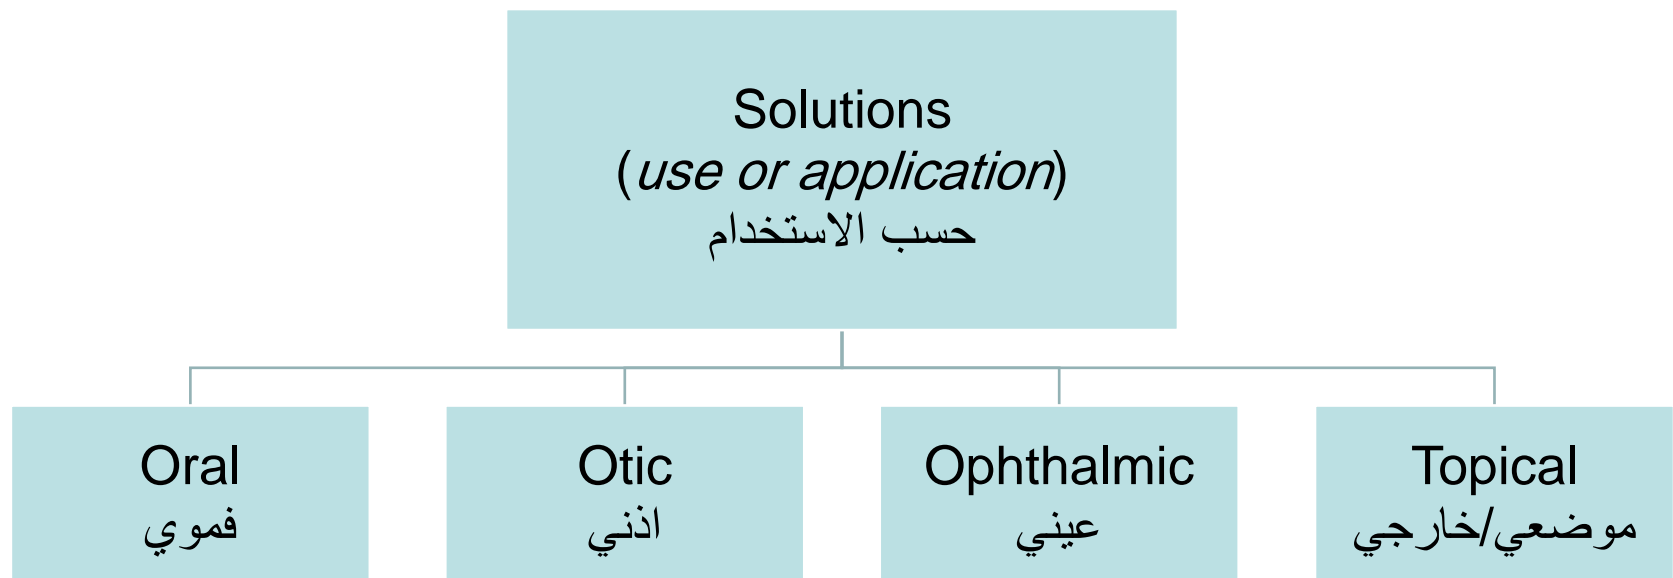 Solutions
(use or application)
حسب الاستخدام
Oral
فموي
Otic
اذني
Ophthalmic
عيني
Topical
موضعي/خارجي